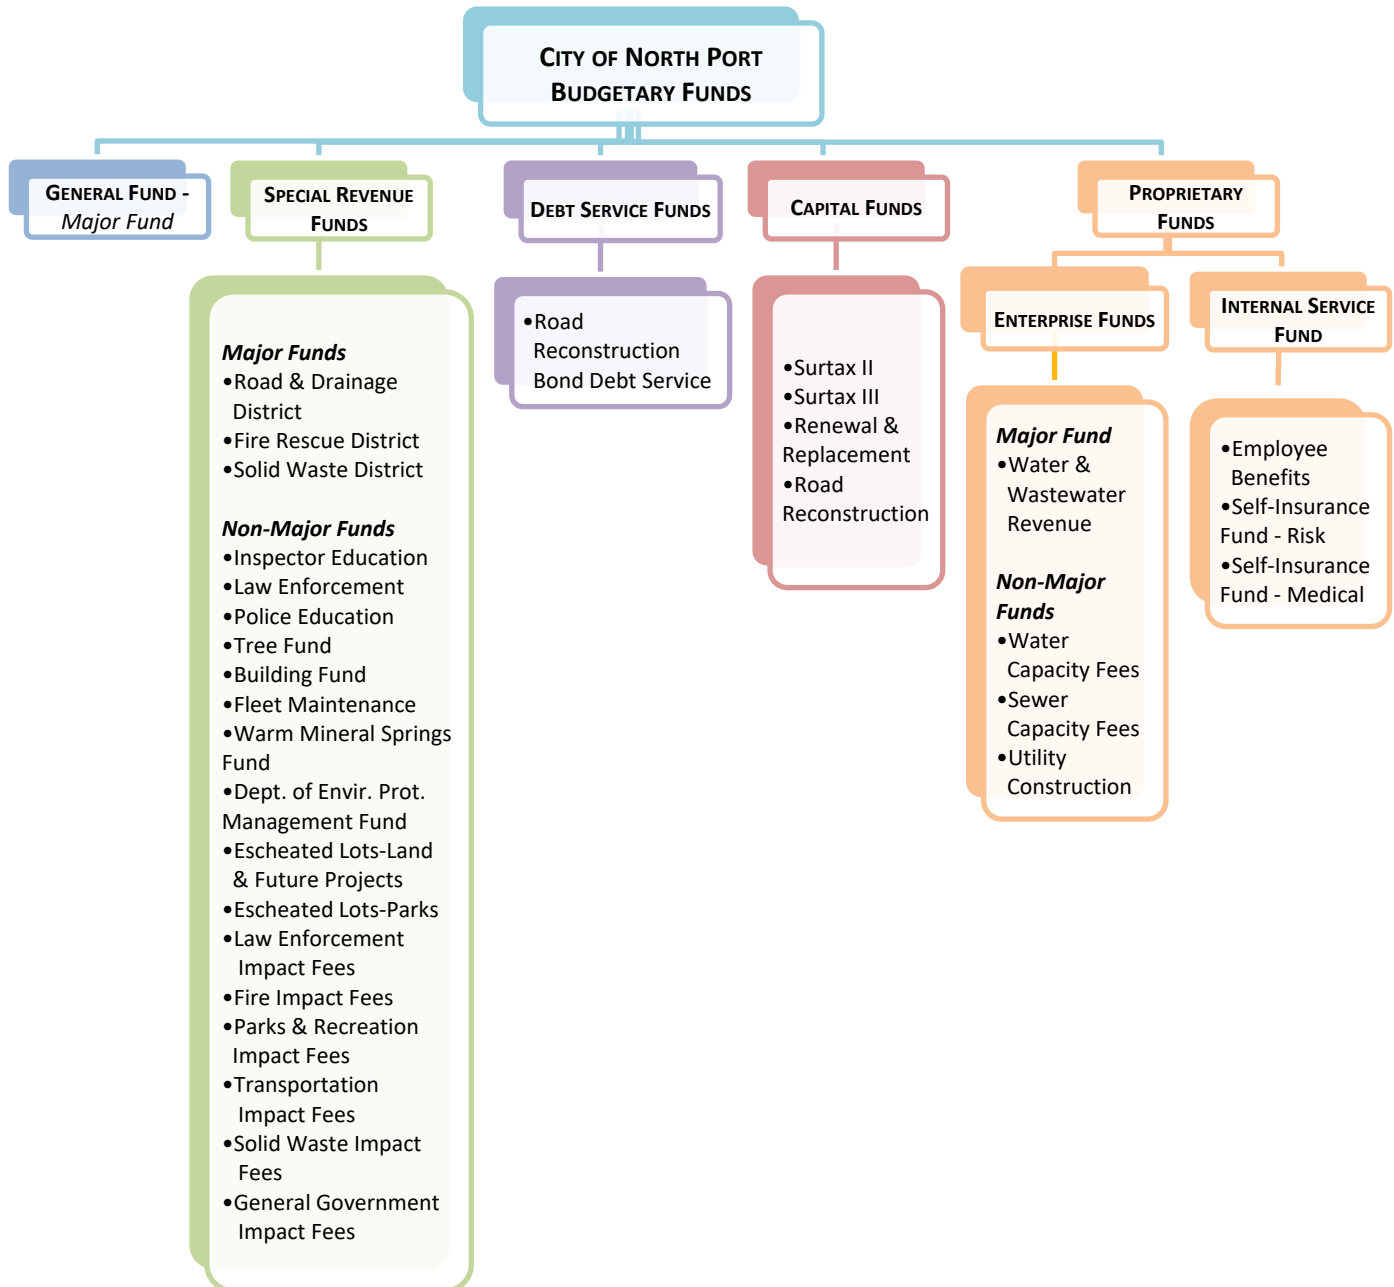 CITY OF NORTH PORT
BUDGETARY FUNDS
GENERAL FUND -
Major Fund
SPECIAL REVENUE
FUNDS
DEBT SERVICE FUNDS
CAPITAL FUNDS
PROPRIETARY
FUNDS
Major Funds
•Road & Drainage
District
•Fire Rescue District
•Solid Waste District
Non-Major Funds
•Inspector Education
•Law Enforcement
•Police Education
•Tree Fund
•Building Fund
•Fleet Maintenance
•Warm Mineral Springs
Fund
•Dept. of Envir. Prot.
Management Fund
•Escheated Lots-Land
& Future Projects
•Escheated Lots-Parks
•Law Enforcement
Impact Fees
•Fire Impact Fees
•Parks & Recreation
Impact Fees
•Transportation
Impact Fees
•Solid Waste Impact
Fees
•General Government
Impact Fees
•Road
Reconstruction
Bond Debt Service
•Surtax II
•Surtax III
•Renewal &
Replacement
•Road
Reconstruction
ENTERPRISE FUNDS
Major Fund
•Water &
Wastewater
Revenue
Non-Major
Funds
•Water
Capacity Fees
•Sewer
Capacity Fees
•Utility
Construction
INTERNAL SERVICE
FUND
•Employee
Benefits
•Self-Insurance
Fund - Risk
•Self-Insurance
Fund - Medical